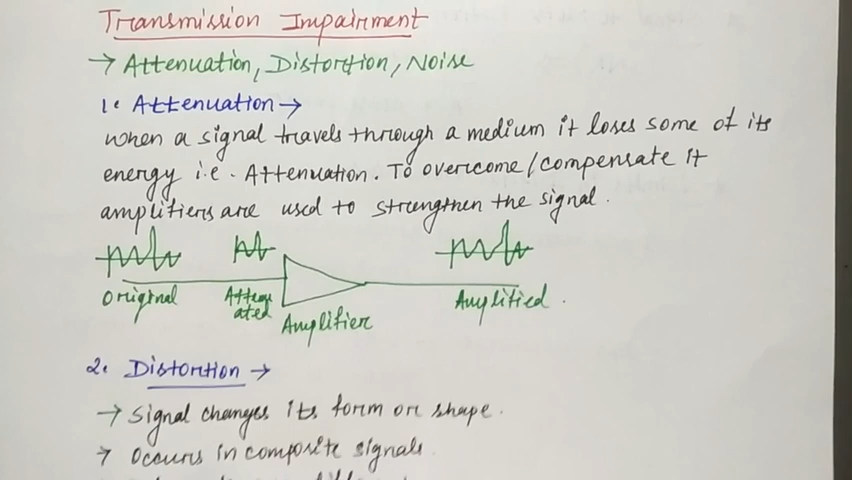 Transmission Impairment
→ Attenuation, Distortion, Noise
1. Attenuation →
when a signal travels through a medium it loses some of its
energy i.e. Attenuation. To overcome/compensate it
amplifiers are used to strengthen the signal.
Original
Attenu
ated
Amplifier
Amplified.
2. Distortion →
→ Signal changes its form or shape.
→ Occurs in composite signals.